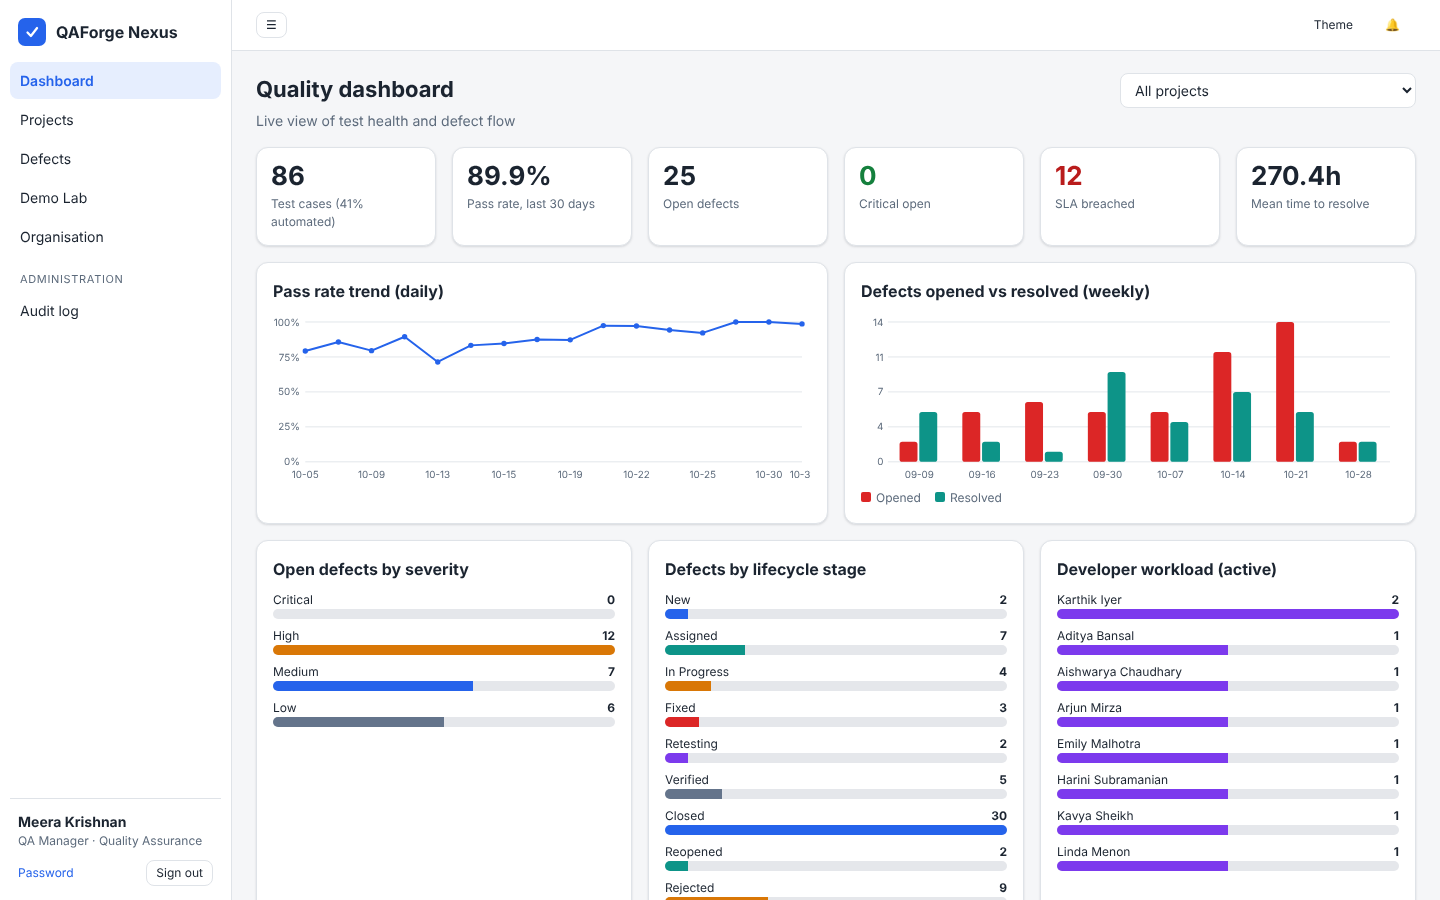 QAForge Nexus
Dashboard
Projects
Defects
Demo Lab
Organisation
ADMINISTRATION
Audit log
Meera Krishnan
QA Manager · Quality Assurance
Password
Sign out
☰
Theme
Quality dashboard
All projects
Live view of test health and defect flow
86
Test cases (41%
automated)
89.9%
Pass rate, last 30 days
25
Open defects
0
Critical open
12
SLA breached
270.4h
Mean time to resolve
Pass rate trend (daily)
100%
75%
50%
25%
0%
10-05 10-09 10-13 10-15 10-19 10-22 10-25 10-30 10-3
Defects opened vs resolved (weekly)
14
11
7
4
0
09-09 09-16 09-23 09-30 10-07 10-14 10-21 10-28
Opened Resolved
Open defects by severity
Critical 0
High 12
Medium 7
Low 6
Defects by lifecycle stage
New 2
Assigned 7
In Progress 4
Fixed 3
Retesting 2
Verified 5
Closed 30
Reopened 2
Rejected 9
Developer workload (active)
Karthik Iyer 2
Aditya Bansal 1
Aishwarya Chaudhary 1
Arjun Mirza 1
Emily Malhotra 1
Harini Subramanian 1
Kavya Sheikh 1
Linda Menon 1